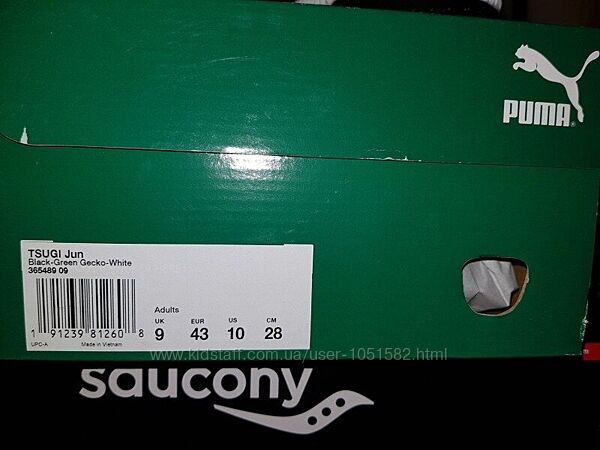 PUMA®
TSUGI Jun
Black-Green Gecko-White
365489 09
Adults
UK EUR US CM
9 43 10 28
1 91239 81260 8
UPC-A Made in Vietnam
www.kidstaff.com.ua/user-1051582.html
saucony